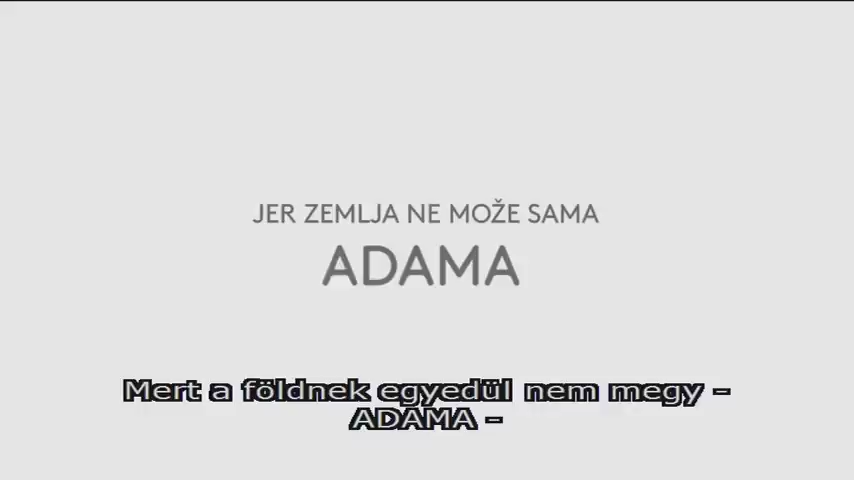 JER ZEMLJA NE MOŽE SAMA
ADAMA
Mert a földnek egyedül nem megy -
ADAMA -